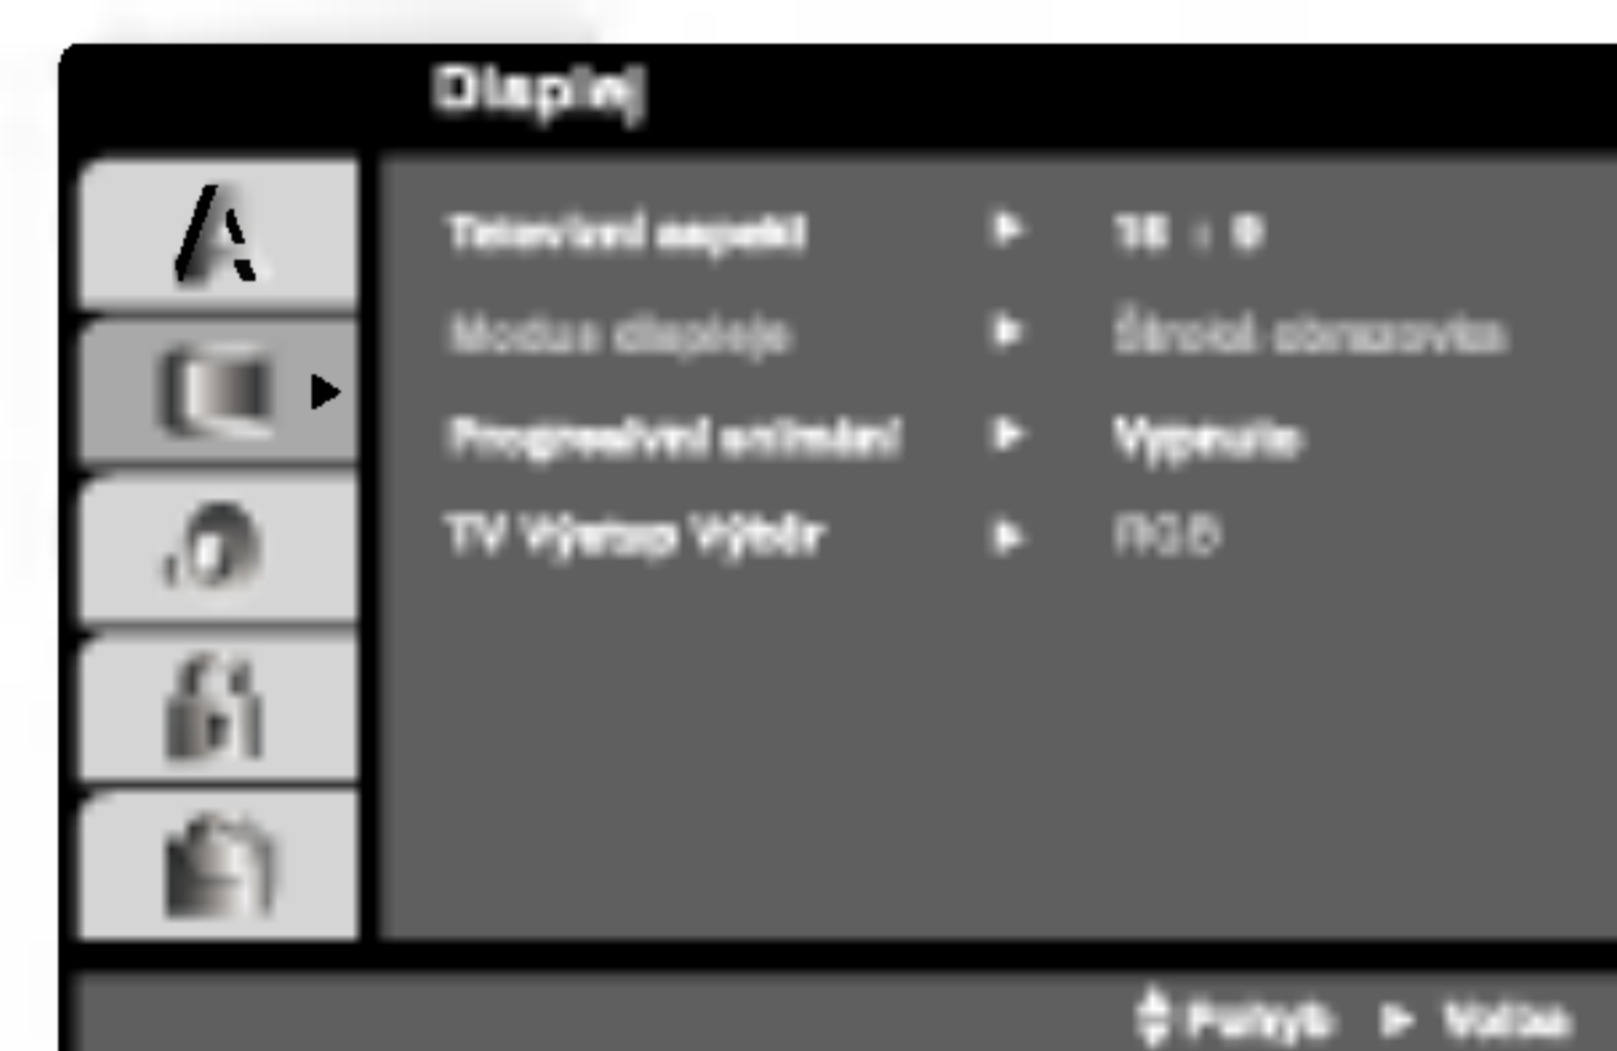 Displej
Televizní aspekt ▶ 16 : 9
Modus displeje ▶ Široká obrazovka
Progresivní snímání ▶ Vypnuto
TV Výstup Výběr ▶ RGB
Pohyb ▶ Volba